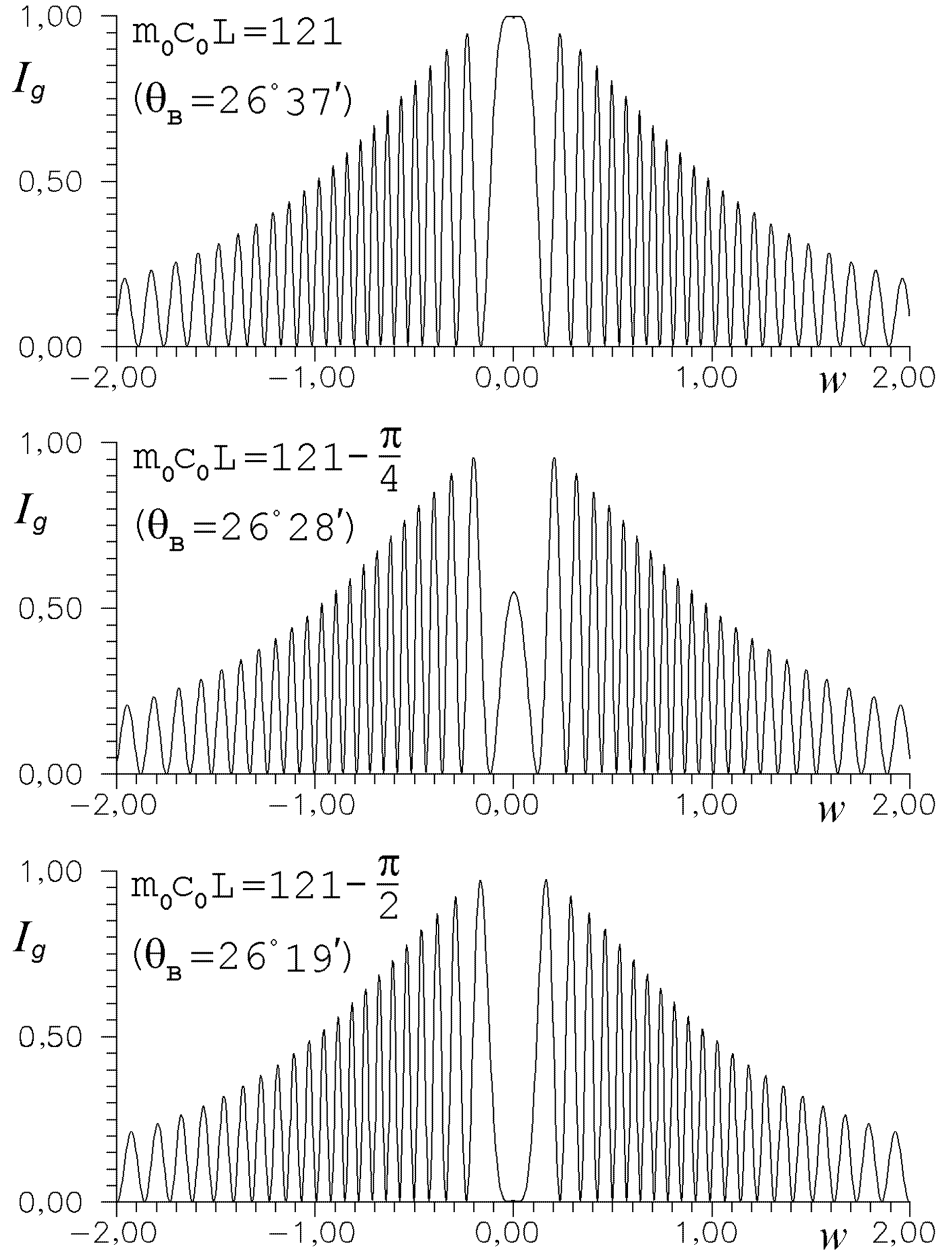 1,00
m₀c₀L=121
I_g
(θ_B=26°37′)
0,50
0,00
−2,00 −1,00 0,00 1,00 w 2,00
1,00
m₀c₀L=121−π/4
I_g
(θ_B=26°28′)
0,50
0,00
−2,00 −1,00 0,00 1,00 w 2,00
1,00
m₀c₀L=121−π/2
I_g
(θ_B=26°19′)
0,50
0,00
−2,00 −1,00 0,00 1,00 w 2,00